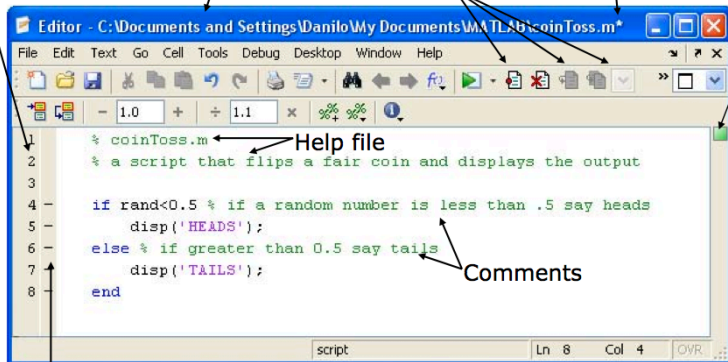 Editor - C:\Documents and Settings\Danilo\My Documents\MATLAB\coinToss.m*
File Edit Text Go Cell Tools Debug Desktop Window Help
- 1.0 + ÷ 1.1 ×
1 % coinToss.m Help file
2 % a script that flips a fair coin and displays the output
3
4 - if rand<0.5 % if a random number is less than .5 say heads
5 - disp('HEADS');
6 - else % if greater than 0.5 say tails
7 - disp('TAILS'); Comments
8 - end
script Ln 8 Col 4 OVR